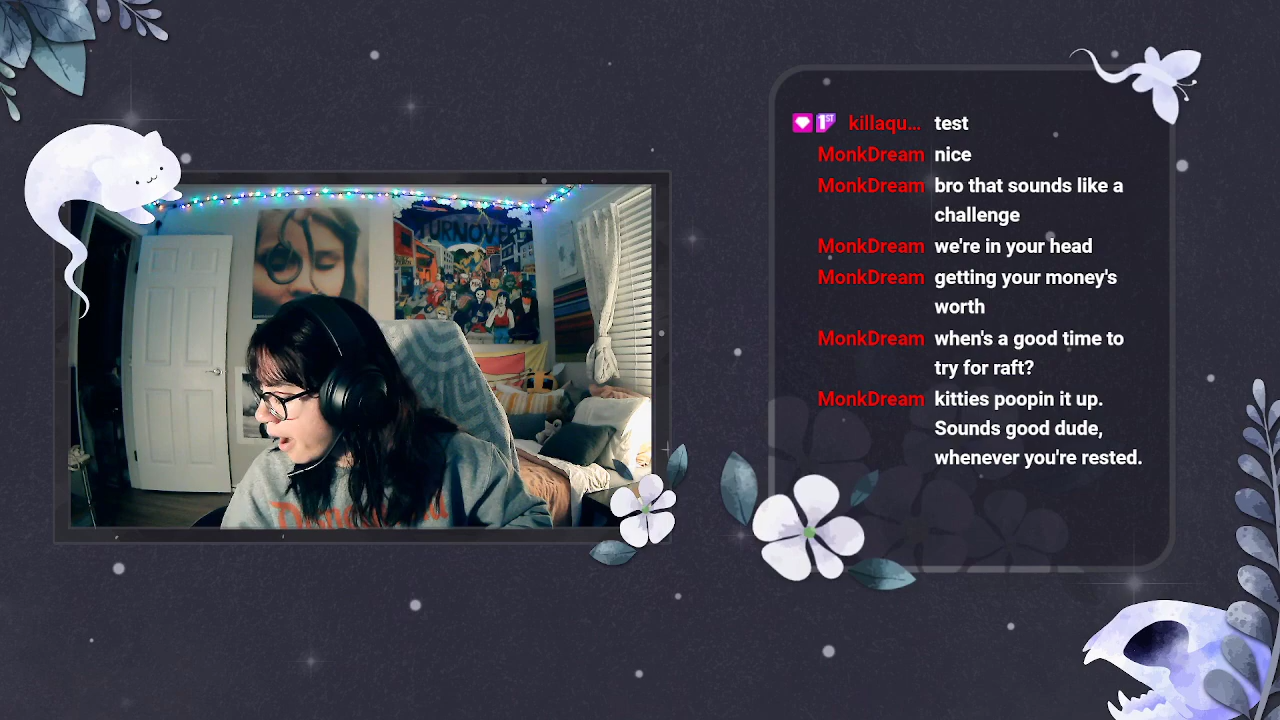 TURNOVER
1ST killaqu... test
MonkDream nice
MonkDream bro that sounds like a
challenge
MonkDream we're in your head
MonkDream getting your money's
worth
MonkDream when's a good time to
try for raft?
MonkDream kitties poopin it up.
Sounds good dude,
whenever you're rested.